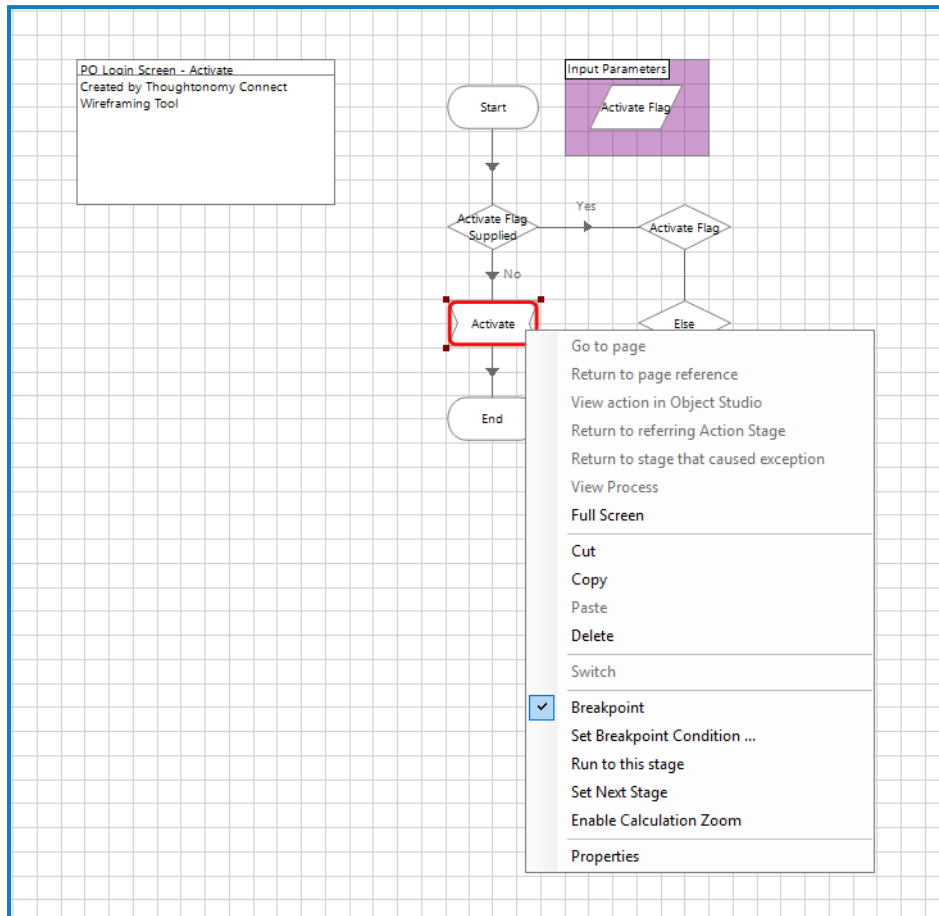 PO Login Screen - Activate
Created by Thoughtonomy Connect
Wireframing Tool
Input Parameters
Activate Flag
Start
Activate Flag
Supplied
Yes
Activate Flag
No
Activate
Else
End
Go to page
Return to page reference
View action in Object Studio
Return to referring Action Stage
Return to stage that caused exception
View Process
Full Screen
Cut
Copy
Paste
Delete
Switch
Breakpoint
Set Breakpoint Condition ...
Run to this stage
Set Next Stage
Enable Calculation Zoom
Properties